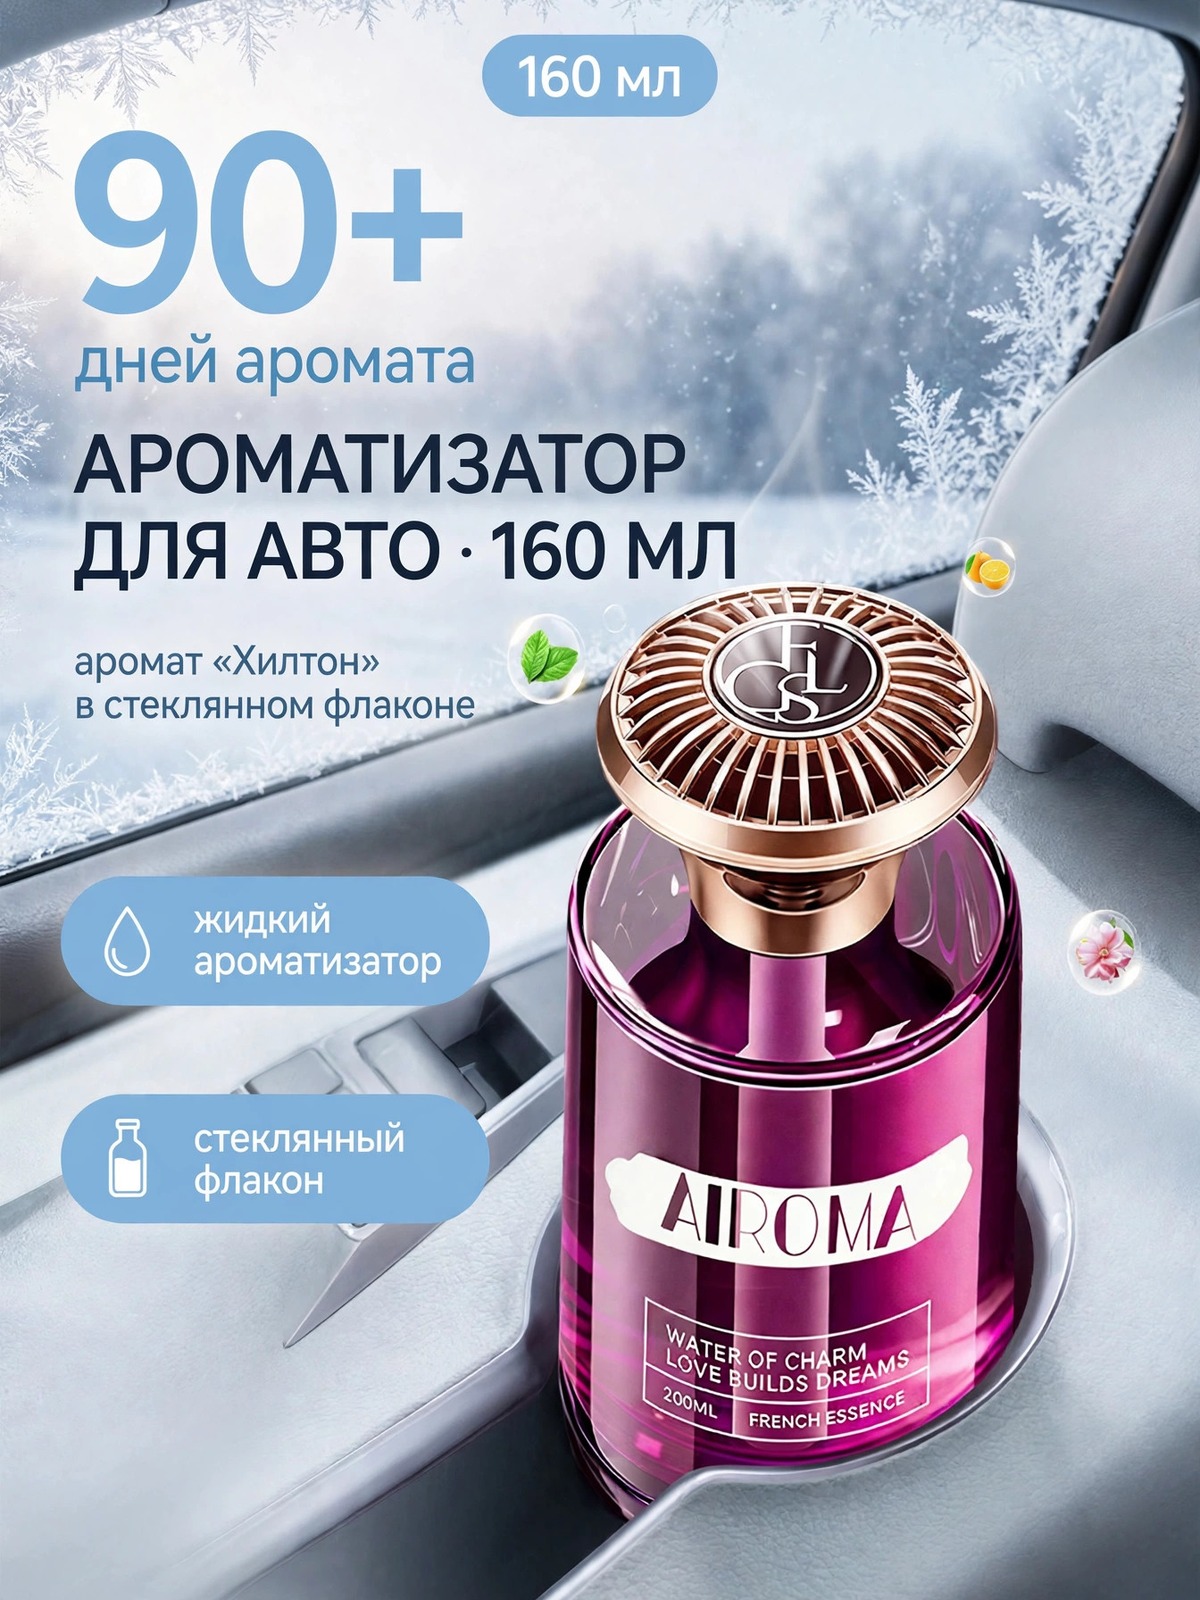 160 мл
90+
дней аромата
АРОМАТИЗАТОР
ДЛЯ АВТО · 160 МЛ
аромат «Хилтон»
в стеклянном флаконе
жидкий
ароматизатор
стеклянный
флакон
AIROMA
WATER OF CHARM
LOVE BUILDS DREAMS
200ML FRENCH ESSENCE